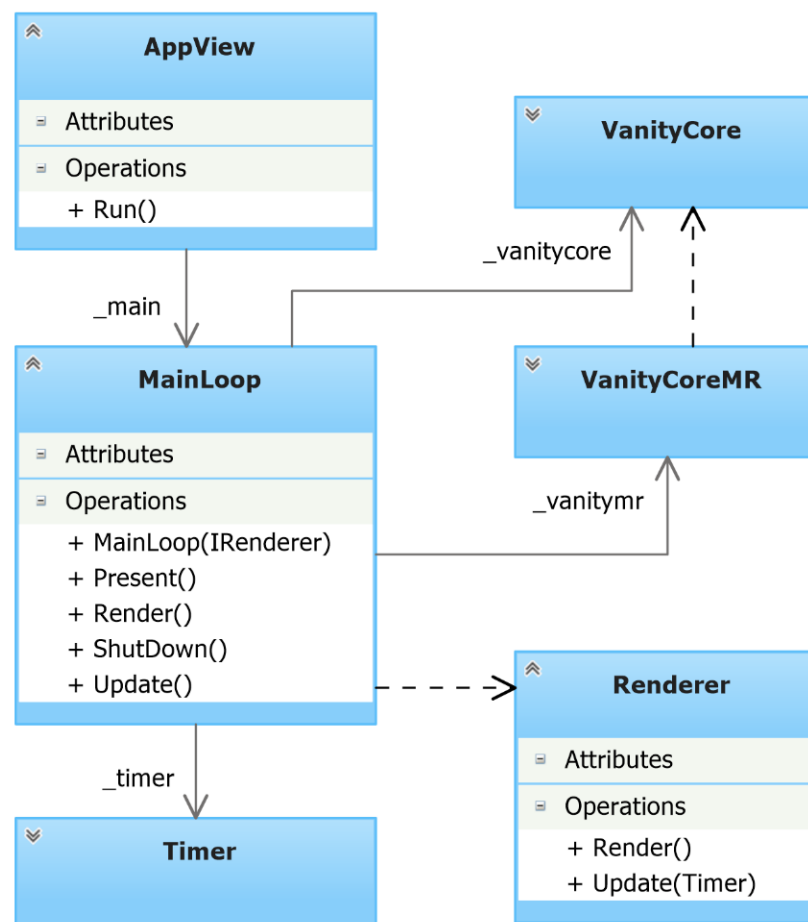 AppView
Attributes
Operations
+ Run()
_main
VanityCore
_vanitycore
MainLoop
Attributes
Operations
+ MainLoop(IRenderer)
+ Present()
+ Render()
+ ShutDown()
+ Update()
VanityCoreMR
_vanitymr
Renderer
Attributes
Operations
+ Render()
+ Update(Timer)
_timer
Timer